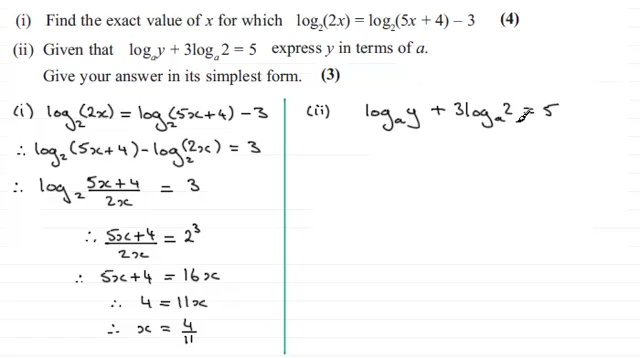 (i) Find the exact value of x for which log₂(2x) = log₂(5x + 4) – 3 (4)
(ii) Given that logₐy + 3logₐ2 = 5 express y in terms of a.
Give your answer in its simplest form. (3)
(i) log₂(2x) = log₂(5x+4) - 3
∴ log₂(5x+4) - log₂(2x) = 3
∴ log₂ (5x+4)/(2x) = 3
∴ (5x+4)/(2x) = 2³
∴ 5x+4 = 16x
∴ 4 = 11x
∴ x = 4/11
(ii) logₐy + 3logₐ2 = 5